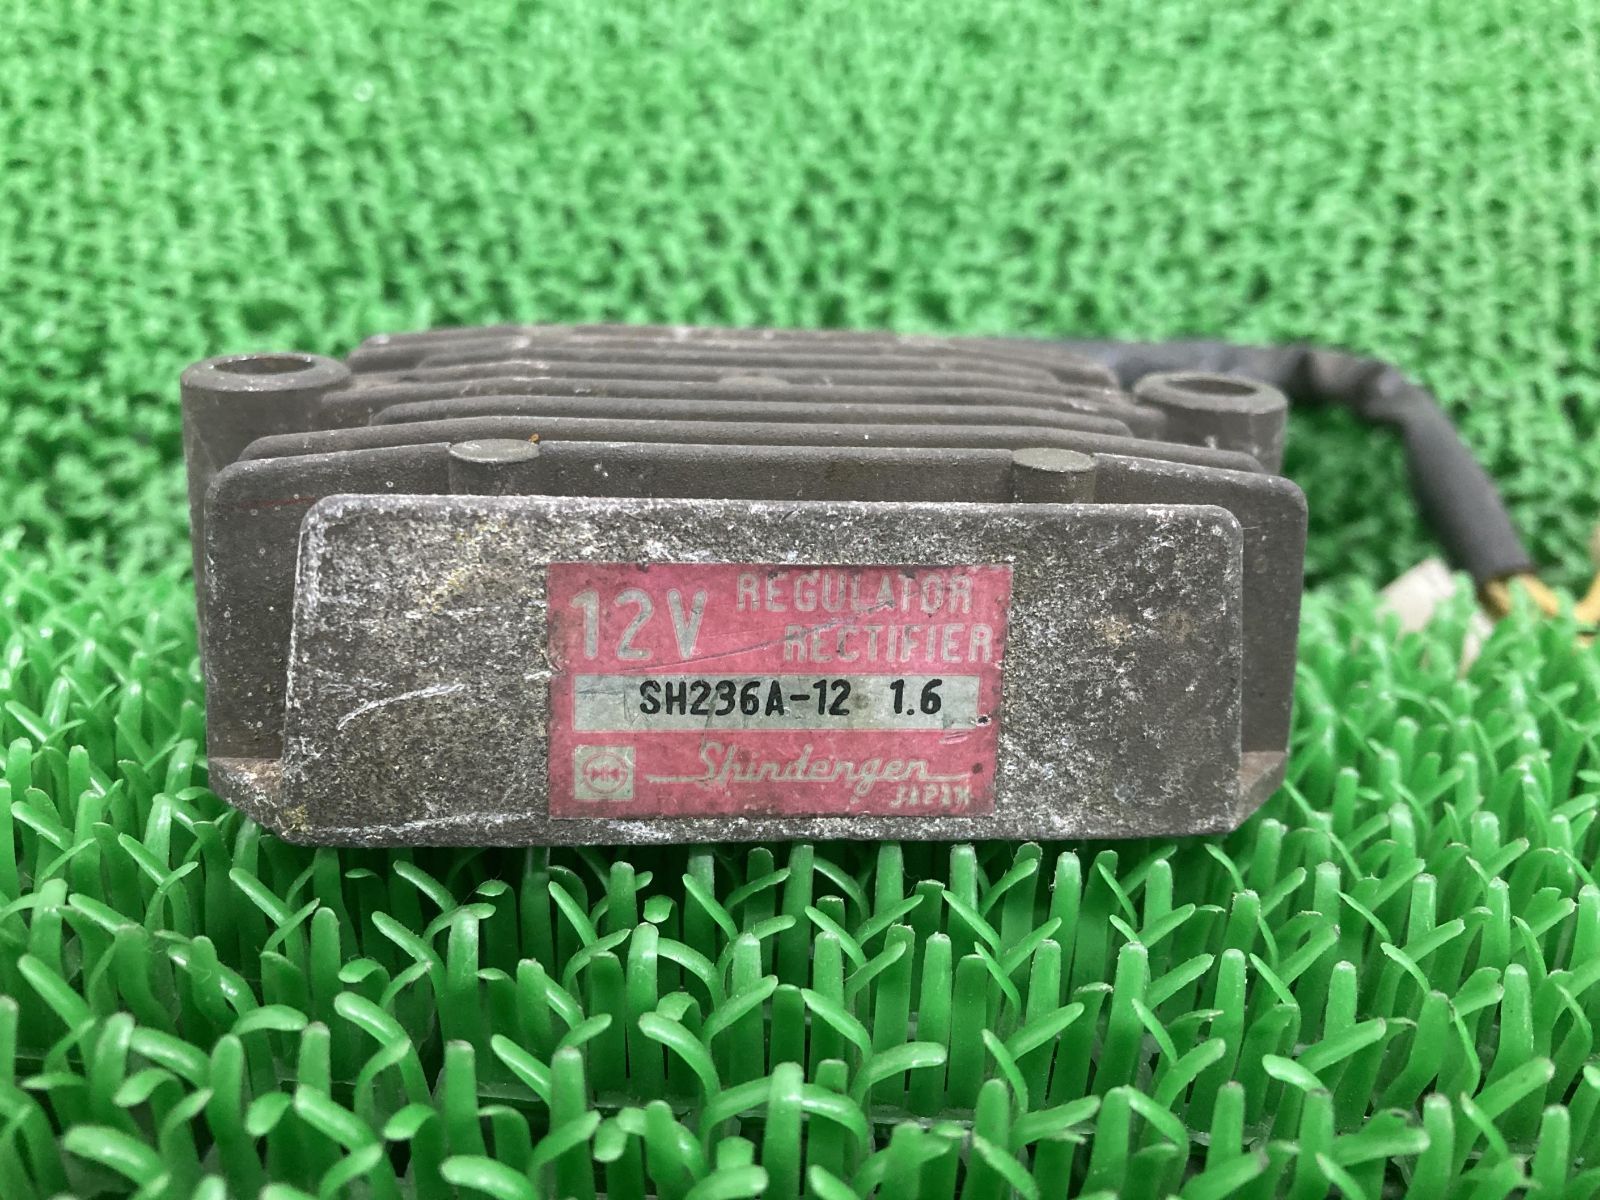 12V REGULATOR
RECTIFIER
SH236A-12 1.6
Shindengen
JAPAN